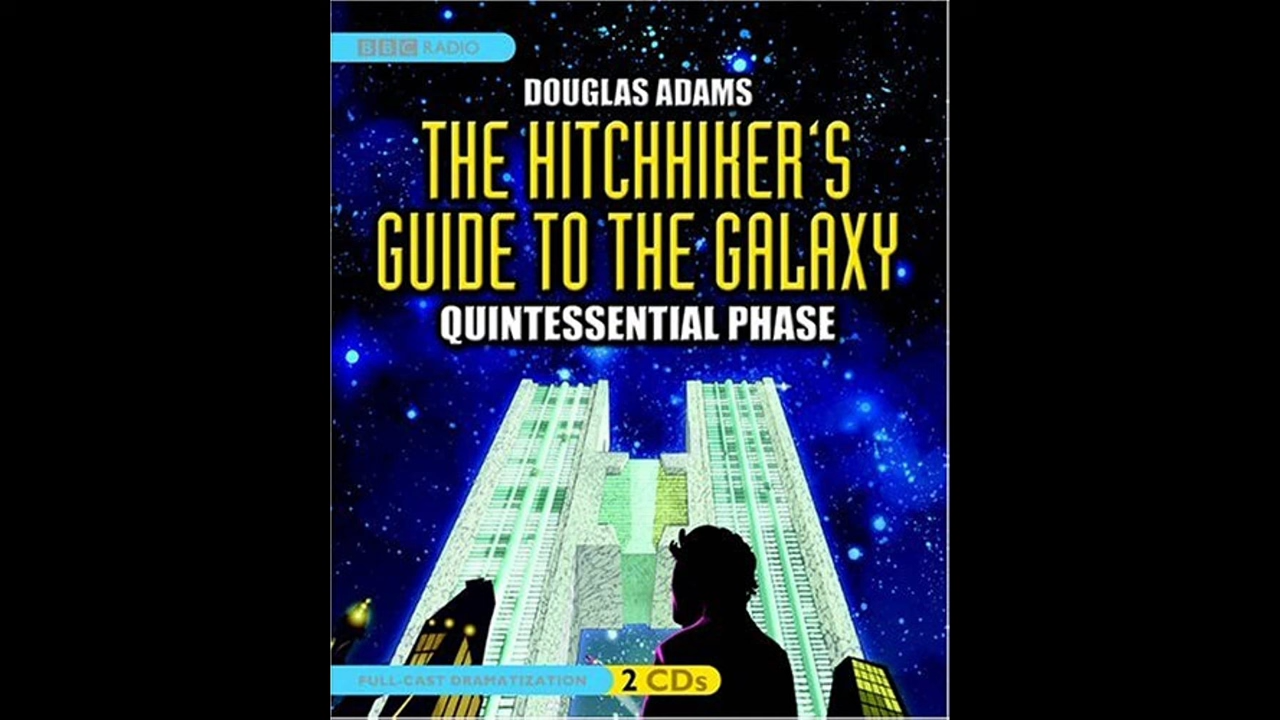 BBC RADIO
DOUGLAS ADAMS
THE HITCHHIKER‘S
GUIDE TO THE GALAXY
QUINTESSENTIAL PHASE
FULL-CAST DRAMATIZATION 2 CDs